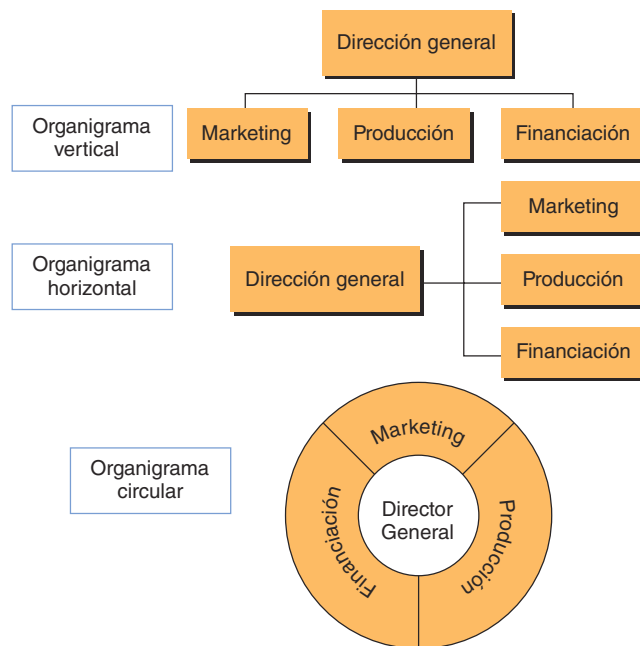 Dirección general
Organigrama
vertical
Marketing
Producción
Financiación
Organigrama
horizontal
Dirección general
Marketing
Producción
Financiación
Organigrama
circular
Marketing
Financiación
Director
General
Producción